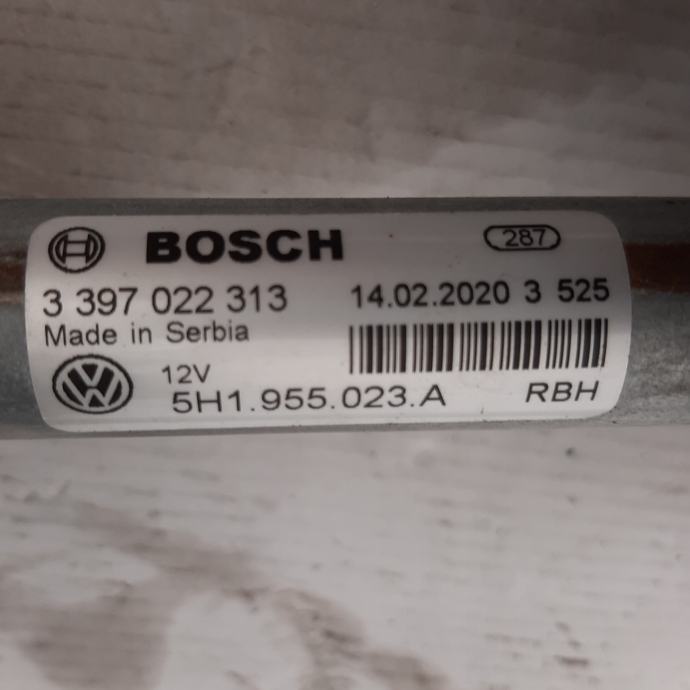 BOSCH 287
3 397 022 313 14.02.2020 3 525
Made in Serbia
VW 12V
5H1.955.023.A RBH